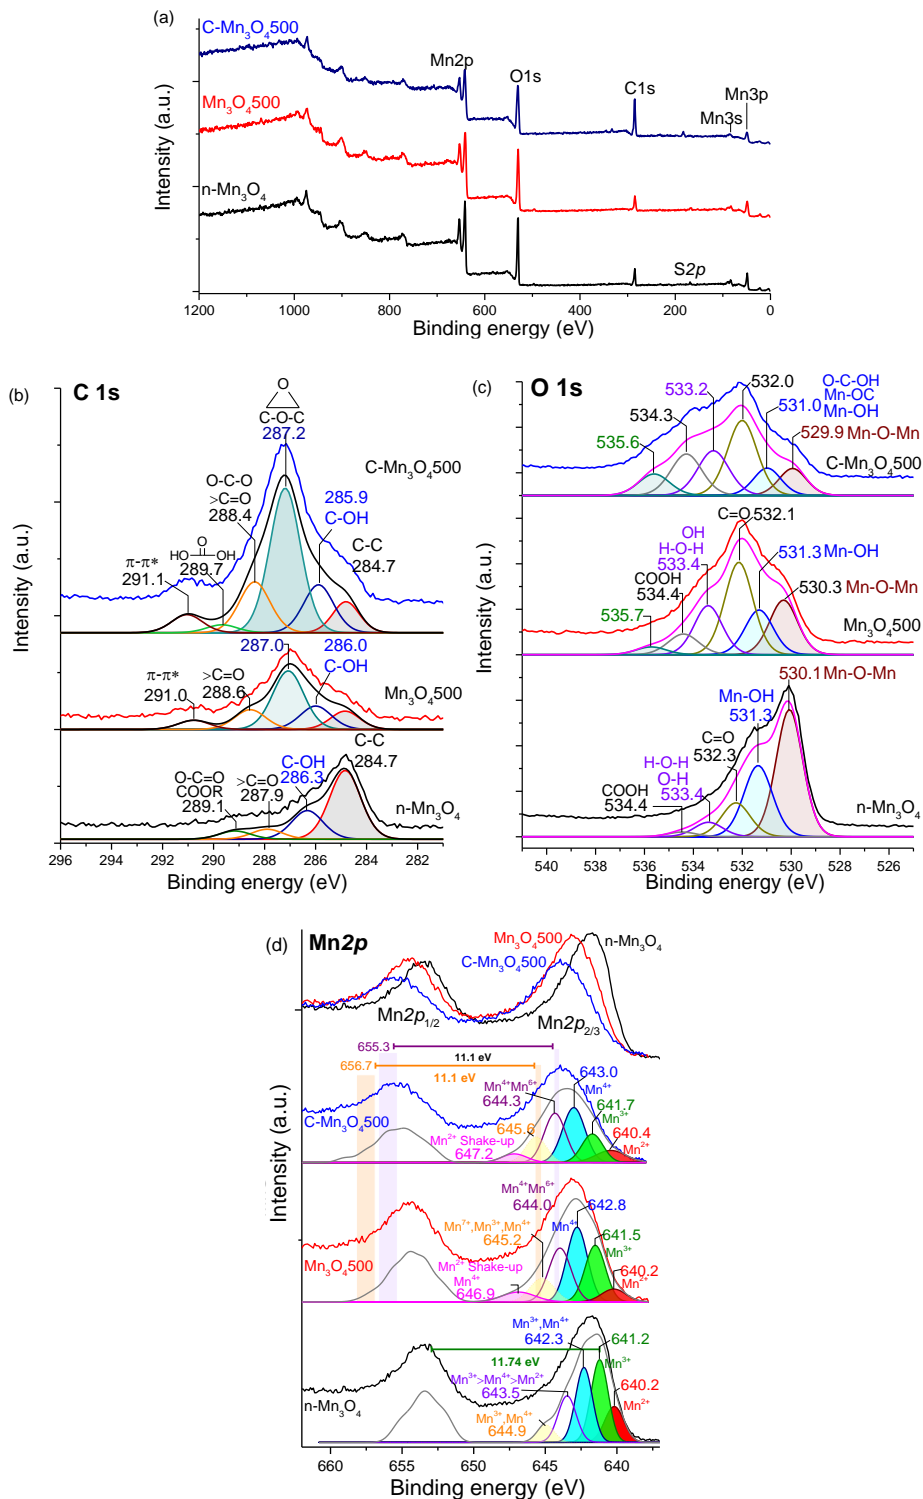 (a)
C-Mn₃O₄500
Mn2p
O1s
C1s
Mn3p
Mn3s
Mn₃O₄500
n-Mn₃O₄
S2p
Intensity (a.u.)
1200 1000 800 600 400 200 0
Binding energy (eV)
(b) C 1s
O
C-O-C
287.2
C-Mn₃O₄500
O-C-O
>C=O
288.4
285.9
C-OH
O
HO OH
289.7
π-π*
291.1
C-C
284.7
287.0
286.0
C-OH
π-π*
291.0
>C=O
288.6
Mn₃O₄500
C-C
284.7
C-OH
286.3
O-C=O
COOR
289.1
>C=O
287.9
n-Mn₃O₄
Intensity (a.u.)
296 294 292 290 288 286 284 282
Binding energy (eV)
(c) O 1s
533.2
532.0
O-C-OH
Mn-OC
Mn-OH
531.0
534.3
535.6
529.9 Mn-O-Mn
C-Mn₃O₄500
C=O
532.1
OH
H-O-H
533.4
531.3 Mn-OH
COOH
534.4
530.3 Mn-O-Mn
535.7
Mn₃O₄500
530.1 Mn-O-Mn
Mn-OH
531.3
C=O
532.3
H-O-H
O-H
533.4
COOH
534.4
n-Mn₃O₄
Intensity (a.u.)
540 538 536 534 532 530 528 526
Binding energy (eV)
(d) Mn2p
Mn₃O₄500
n-Mn₃O₄
C-Mn₃O₄500
Mn2p₁/₂
Mn2p₂/₃
655.3
11.1 eV
656.7
11.1 eV
Mn⁴⁺Mn⁶⁺
644.3
643.0
Mn⁴⁺
641.7
Mn³⁺
C-Mn₃O₄500
645.6
640.4
Mn²⁺
Mn²⁺ Shake-up
647.2
Mn⁴⁺Mn⁶⁺
644.0
642.8
Mn⁷⁺,Mn³⁺,Mn⁴⁺
645.2
Mn⁴⁺
641.5
Mn³⁺
Mn₃O₄500
Mn²⁺ Shake-up
Mn⁴⁺
646.9
640.2
Mn²⁺
Mn³⁺,Mn⁴⁺
642.3
641.2
11.74 eV
Mn³⁺
Mn³⁺>Mn⁴⁺>Mn²⁺
643.5
640.2
Mn²⁺
n-Mn₃O₄
Mn³⁺,Mn⁴⁺
644.9
Intensity (a.u.)
660 655 650 645 640
Binding energy (eV)